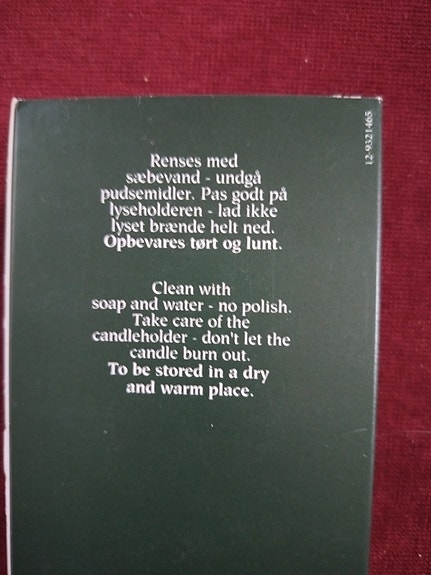 Renses med
sæbevand - undgå
pudsemidler. Pas godt på
lyseholderen - lad ikke
lyset brænde helt ned.
Opbevares tørt og lunt.
Clean with
soap and water - no polish.
Take care of the
candleholder - don't let the
candle burn out.
To be stored in a dry
and warm place.
12-9321465